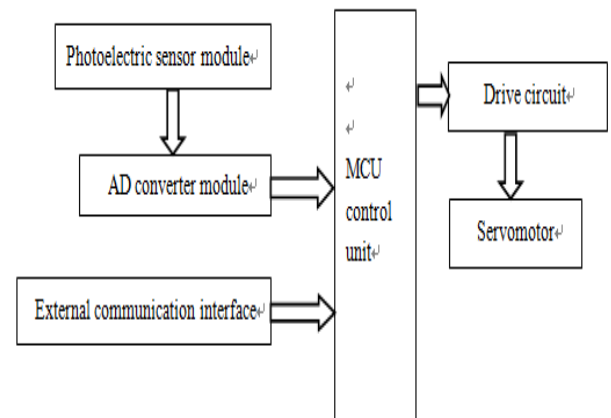 Photoelectric sensor module↵
AD converter module↵
External communication interface↵
↵
↵
MCU
control
unit↵
Drive circuit↵
Servomotor↵